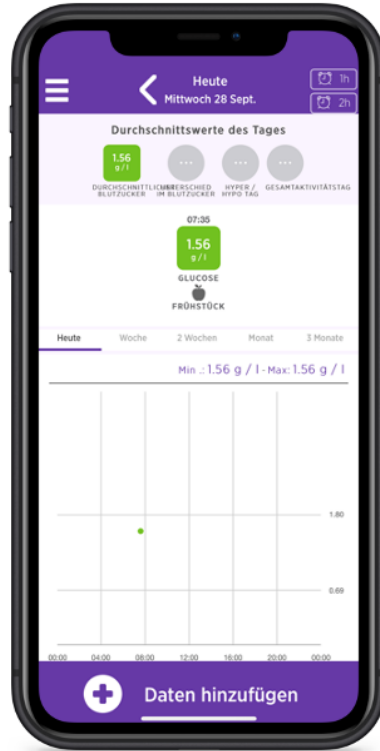 Heute
Mittwoch 28 Sept.
1h
2h
Durchschnittswerte des Tages
1.56
g/l
...
...
...
DURCHSCHNITTLICHER
BLUTZUCKER
UNTERSCHIED
IM BLUTZUCKER
HYPER /
HYPO TAG
GESAMTAKTIVITÄTSTAG
07:35
1.56
g/l
GLUCOSE
FRÜHSTÜCK
Heute Woche 2 Wochen Monat 3 Monate
Min .: 1.56 g / l - Max: 1.56 g / l
1.80
0.69
00:00 04:00 08:00 12:00 16:00 20:00 00:00
Daten hinzufügen